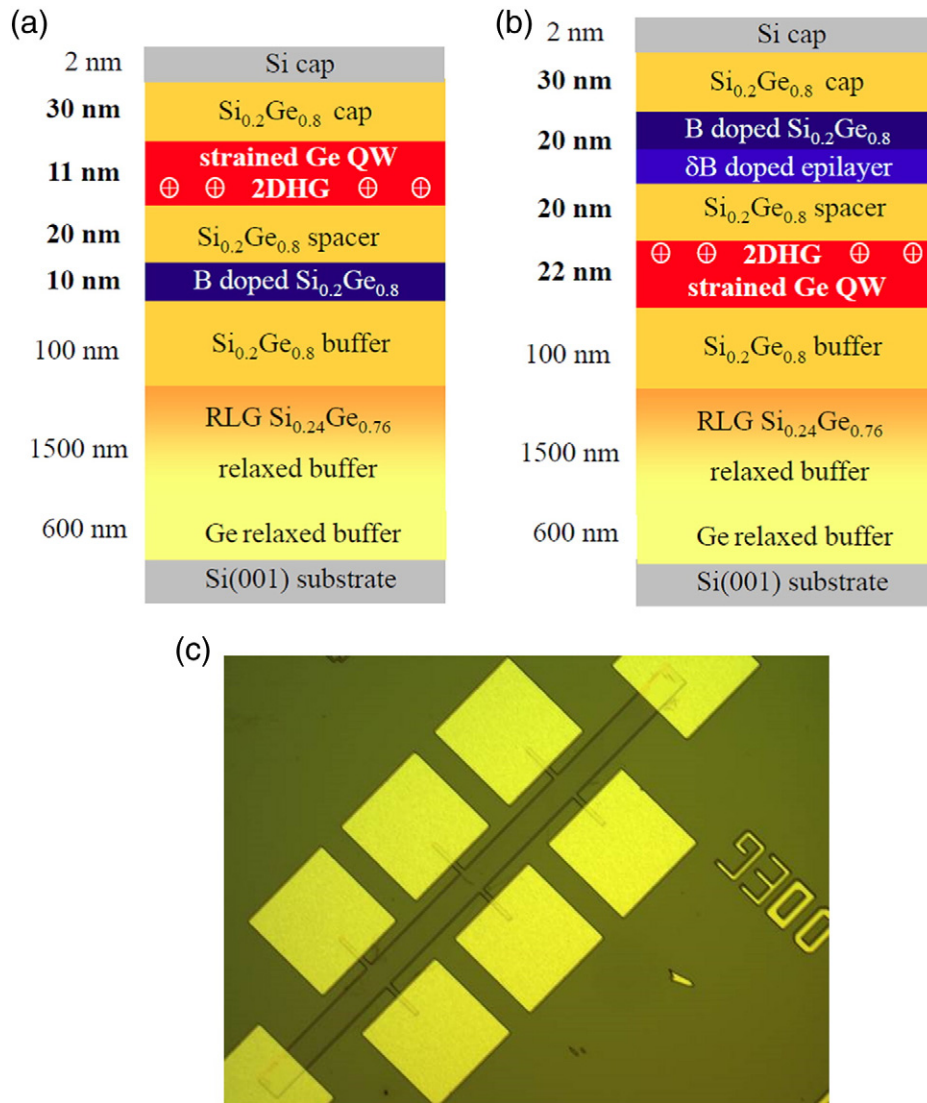 (a)
2 nm
Si cap
30 nm
Si0.2Ge0.8 cap
11 nm
strained Ge QW
⊕ ⊕ 2DHG ⊕ ⊕
20 nm
Si0.2Ge0.8 spacer
10 nm
B doped Si0.2Ge0.8
100 nm
Si0.2Ge0.8 buffer
1500 nm
RLG Si0.24Ge0.76
relaxed buffer
600 nm
Ge relaxed buffer
Si(001) substrate
(b)
2 nm
Si cap
30 nm
Si0.2Ge0.8 cap
20 nm
B doped Si0.2Ge0.8
δB doped epilayer
20 nm
Si0.2Ge0.8 spacer
22 nm
⊕ ⊕ 2DHG ⊕ ⊕
strained Ge QW
100 nm
Si0.2Ge0.8 buffer
1500 nm
RLG Si0.24Ge0.76
relaxed buffer
600 nm
Ge relaxed buffer
Si(001) substrate
(c)